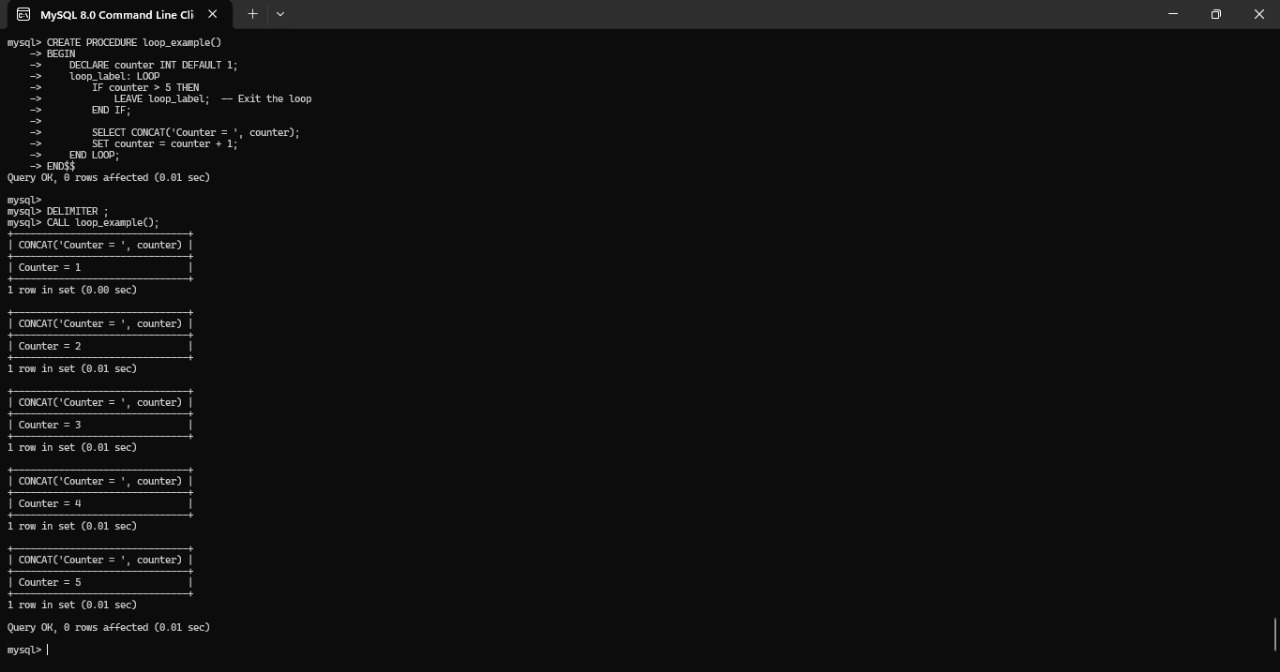 MySQL 8.0 Command Line Cli
mysql> CREATE PROCEDURE loop_example()
    -> BEGIN
    ->     DECLARE counter INT DEFAULT 1;
    ->     loop_label: LOOP
    ->         IF counter > 5 THEN
    ->             LEAVE loop_label;  -- Exit the loop
    ->         END IF;
    ->
    ->         SELECT CONCAT('Counter = ', counter);
    ->         SET counter = counter + 1;
    ->     END LOOP;
    -> END$$
Query OK, 0 rows affected (0.01 sec)

mysql>
mysql> DELIMITER ;
mysql> CALL loop_example();
+-------------------------------+
| CONCAT('Counter = ', counter) |
+-------------------------------+
| Counter = 1                   |
+-------------------------------+
1 row in set (0.00 sec)

+-------------------------------+
| CONCAT('Counter = ', counter) |
+-------------------------------+
| Counter = 2                   |
+-------------------------------+
1 row in set (0.01 sec)

+-------------------------------+
| CONCAT('Counter = ', counter) |
+-------------------------------+
| Counter = 3                   |
+-------------------------------+
1 row in set (0.01 sec)

+-------------------------------+
| CONCAT('Counter = ', counter) |
+-------------------------------+
| Counter = 4                   |
+-------------------------------+
1 row in set (0.01 sec)

+-------------------------------+
| CONCAT('Counter = ', counter) |
+-------------------------------+
| Counter = 5                   |
+-------------------------------+
1 row in set (0.01 sec)

Query OK, 0 rows affected (0.01 sec)

mysql>